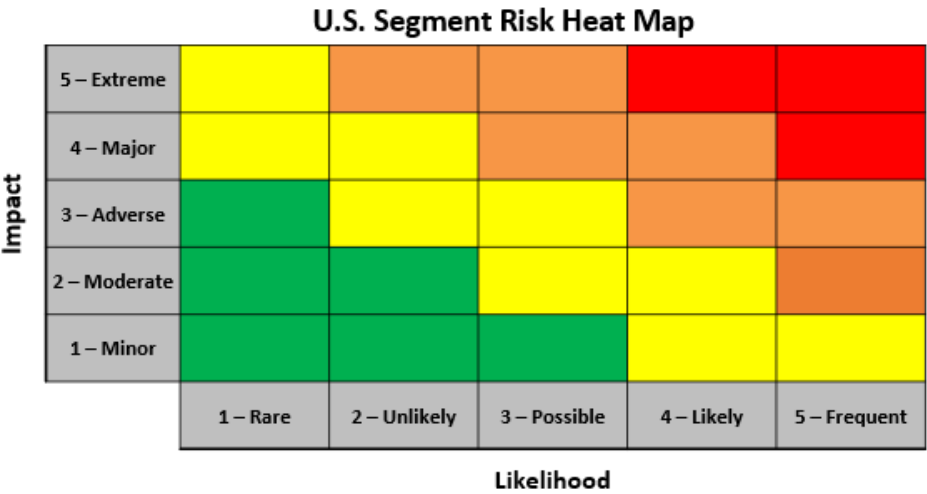 U.S. Segment Risk Heat Map
Impact
5 – Extreme
4 – Major
3 – Adverse
2 – Moderate
1 – Minor
1 – Rare
2 – Unlikely
3 – Possible
4 – Likely
5 – Frequent
Likelihood